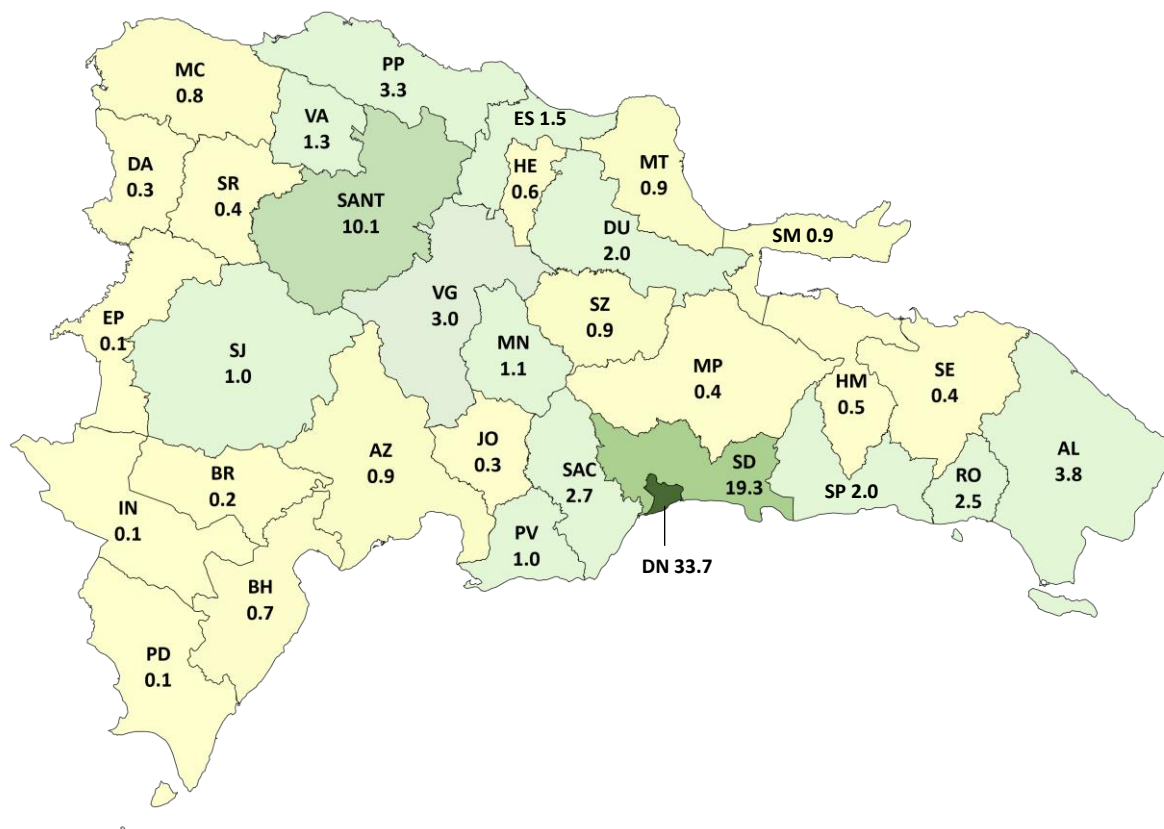 PP
3.3
MC
0.8
VA
1.3
ES 1.5
DA
0.3
SR
0.4
HE
0.6
MT
0.9
SANT
10.1
DU
2.0
SM 0.9
VG
3.0
SZ
0.9
EP
0.1
SJ
1.0
MN
1.1
MP
0.4
HM
0.5
SE
0.4
JO
0.3
AZ
0.9
AL
3.8
BR
0.2
SAC
2.7
SD
19.3
SP 2.0
RO
2.5
IN
0.1
PV
1.0
DN 33.7
BH
0.7
PD
0.1